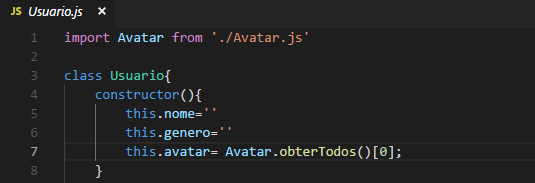 JS Usuario.js ×
1 import Avatar from './Avatar.js'
2
3 class Usuario{
4 constructor(){
5 this.nome=''
6 this.genero=''
7 this.avatar= Avatar.obterTodos()[0];
8 }